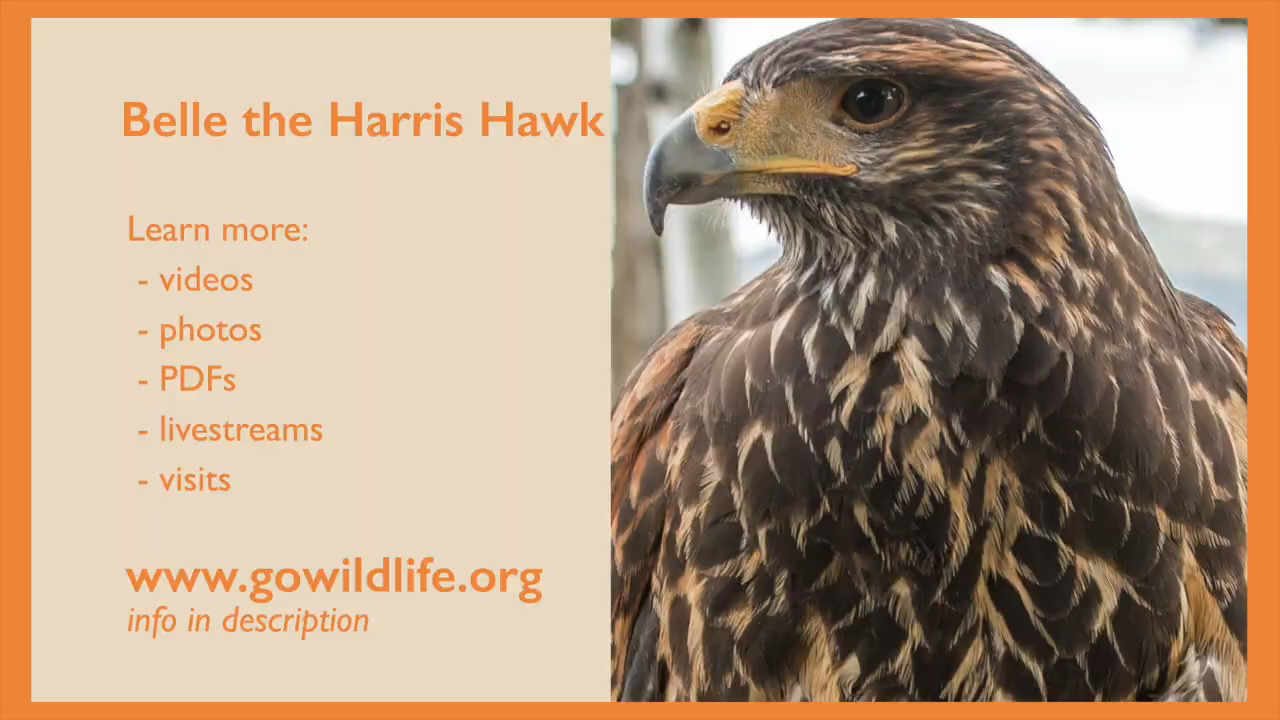 Belle the Harris Hawk
Learn more:
- videos
- photos
- PDFs
- livestreams
- visits
www.gowildlife.org
info in description